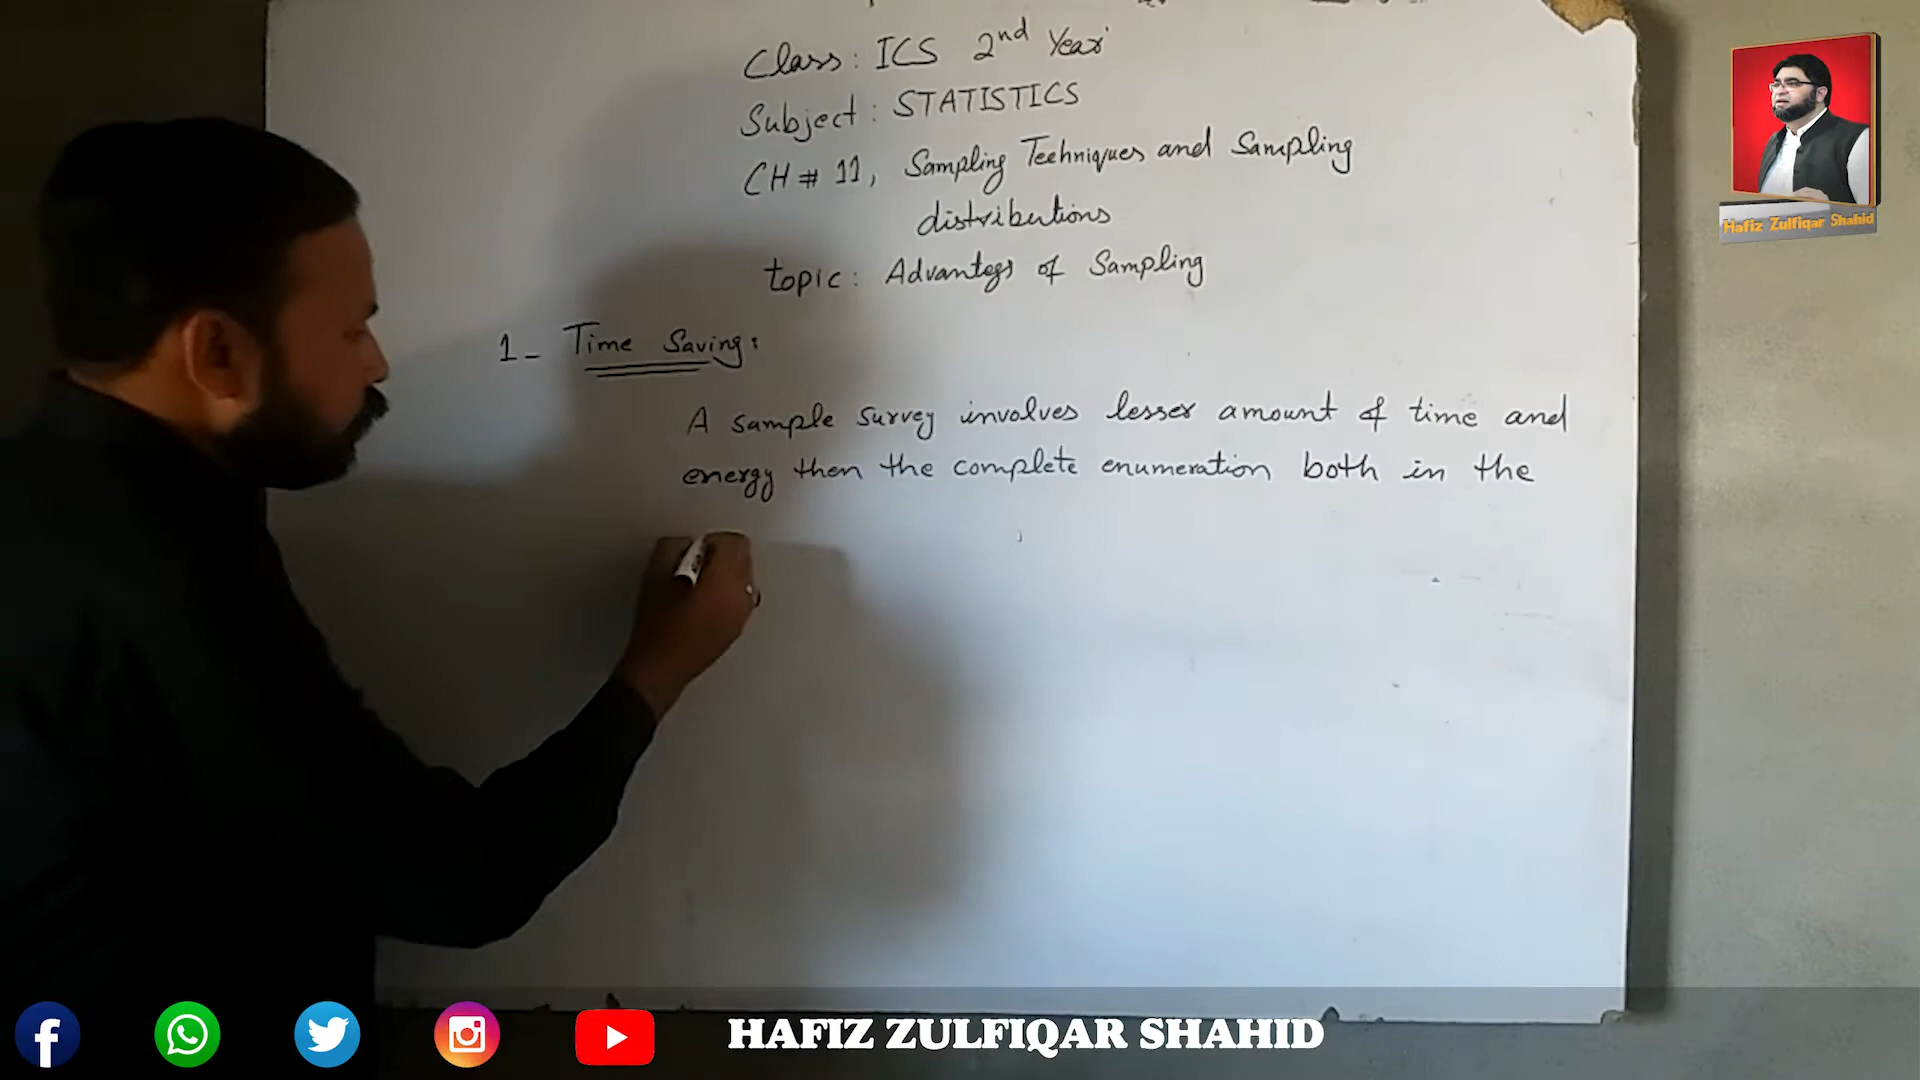 Class: ICS 2nd Year
Subject: STATISTICS
CH # 11, Sampling Techniques and Sampling
distributions
topic: Advantegs of Sampling
1- Time Saving:
A sample survey involves lesser amount of time and
energy then the complete enumeration both in the
Hafiz Zulfiqar Shahid
HAFIZ ZULFIQAR SHAHID